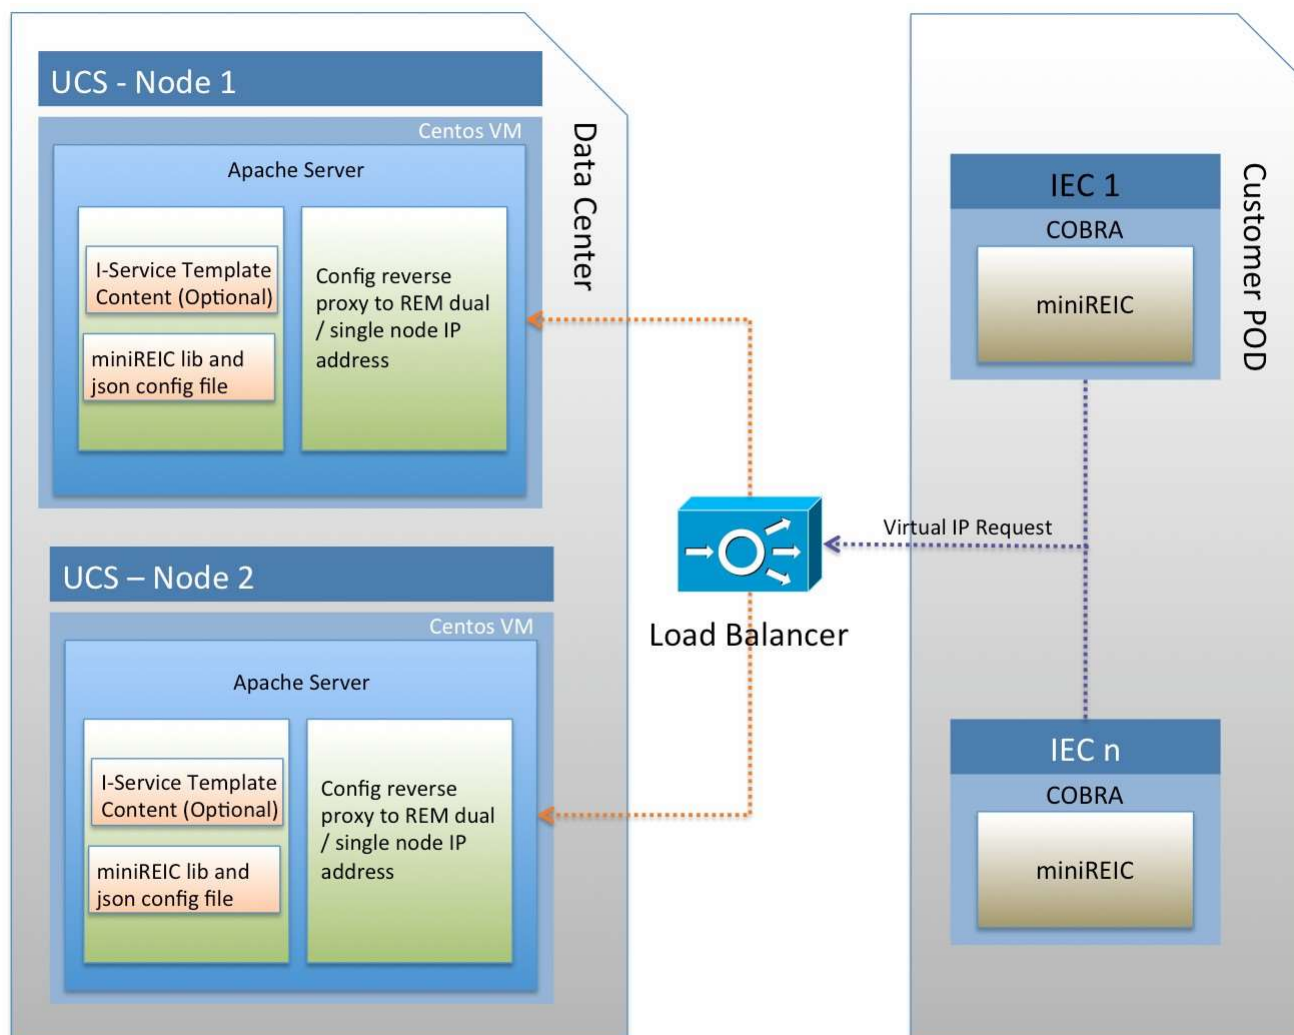 UCS - Node 1
Centos VM
Apache Server
I-Service Template
Content (Optional)
miniREIC lib and
json config file
Config reverse
proxy to REM dual
/ single node IP
address
Data Center
UCS – Node 2
Centos VM
Apache Server
I-Service Template
Content (Optional)
miniREIC lib and
json config file
Config reverse
proxy to REM dual
/ single node IP
address
Load Balancer
Virtual IP Request
IEC 1
COBRA
miniREIC
Customer POD
IEC n
COBRA
miniREIC